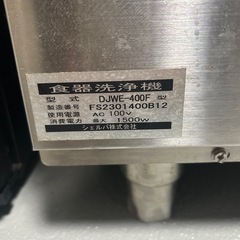 食器洗浄機
型式 DJWE-400F 型
製造番号 FS2301400B12
使用電源 AC 100V
消費電力 最大 1500W
シェルパ株式会社